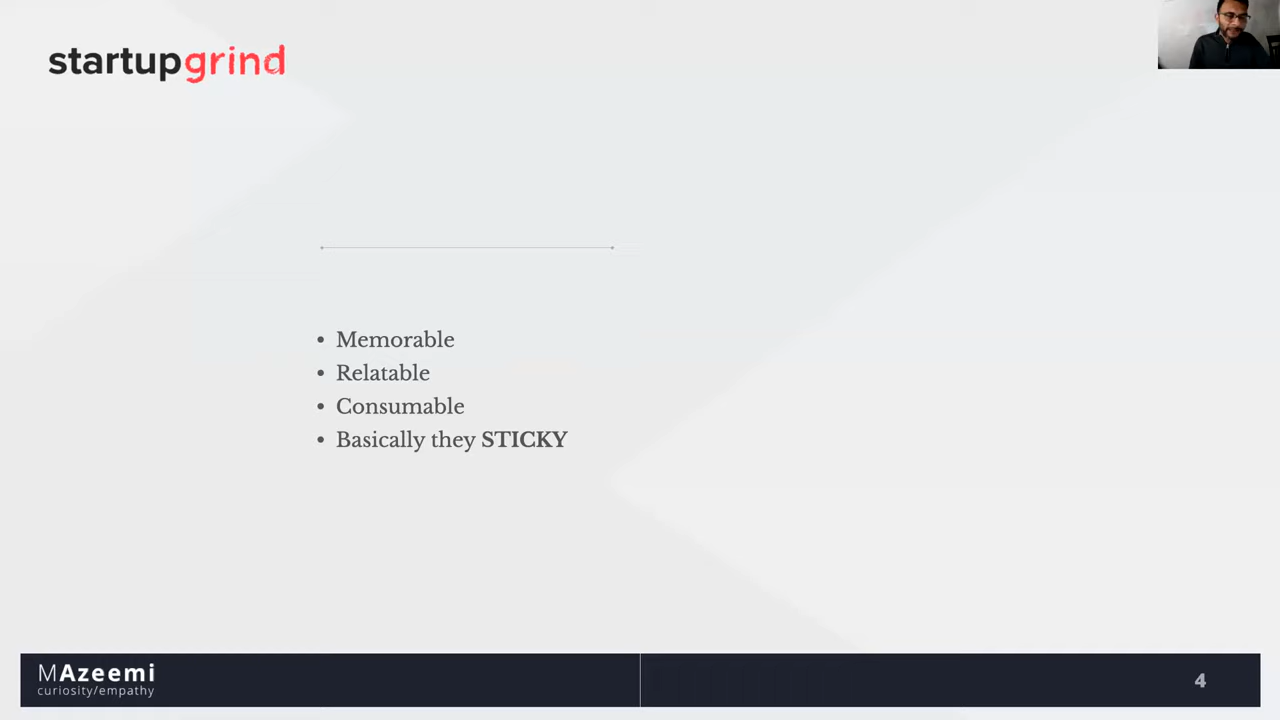 startupgrind
• Memorable
• Relatable
• Consumable
• Basically they STICKY
MAzeemi
curiosity/empathy
4